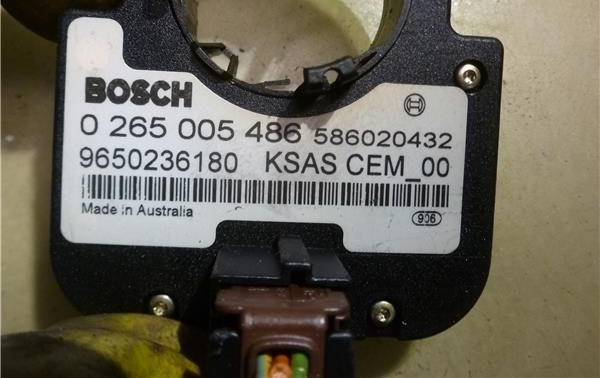 BOSCH
0 265 005 486 586020432
9650236180 KSAS CEM_00
Made in Australia
906